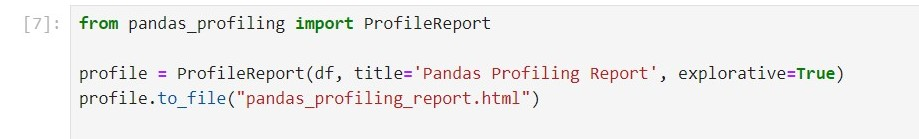 [7]: from pandas_profiling import ProfileReport
profile = ProfileReport(df, title='Pandas Profiling Report', explorative=True)
profile.to_file("pandas_profiling_report.html")